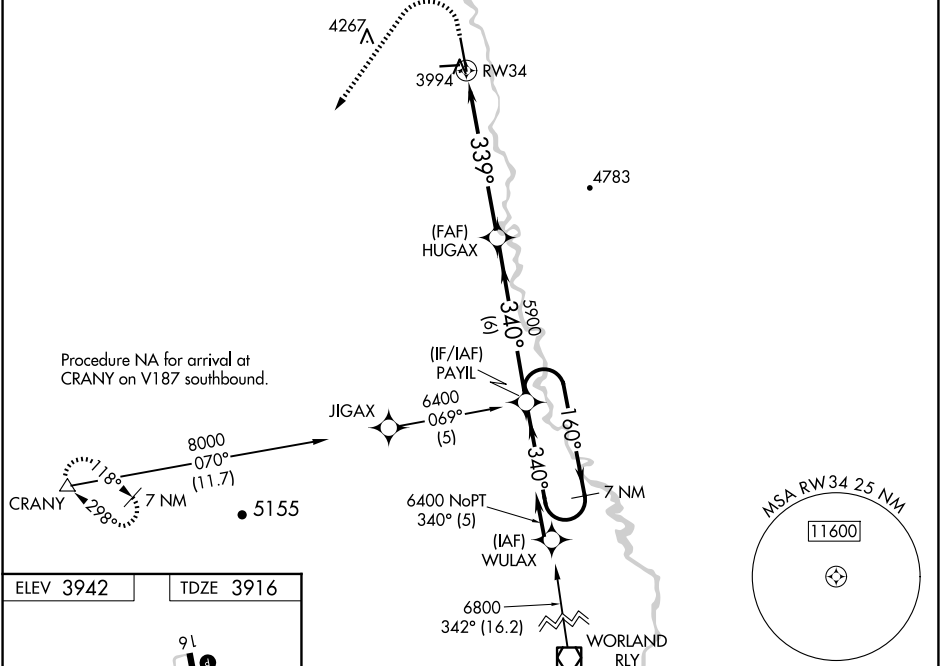 4267
3994
RW34
339°
4783
(FAF)
HUGAX
340°
5900
(6)
(IF/IAF)
PAYIL
Procedure NA for arrival at
CRANY on V187 southbound.
JIGAX
6400
069°
(5)
160°
8000
070°
(11.7)
118°
298°
7 NM
CRANY
5155
340°
7 NM
6400 NoPT
340° (5)
(IAF)
WULAX
MSA RW34 25 NM
11600
ELEV 3942
TDZE 3916
6800
342° (16.2)
WORLAND
RLY
16
P